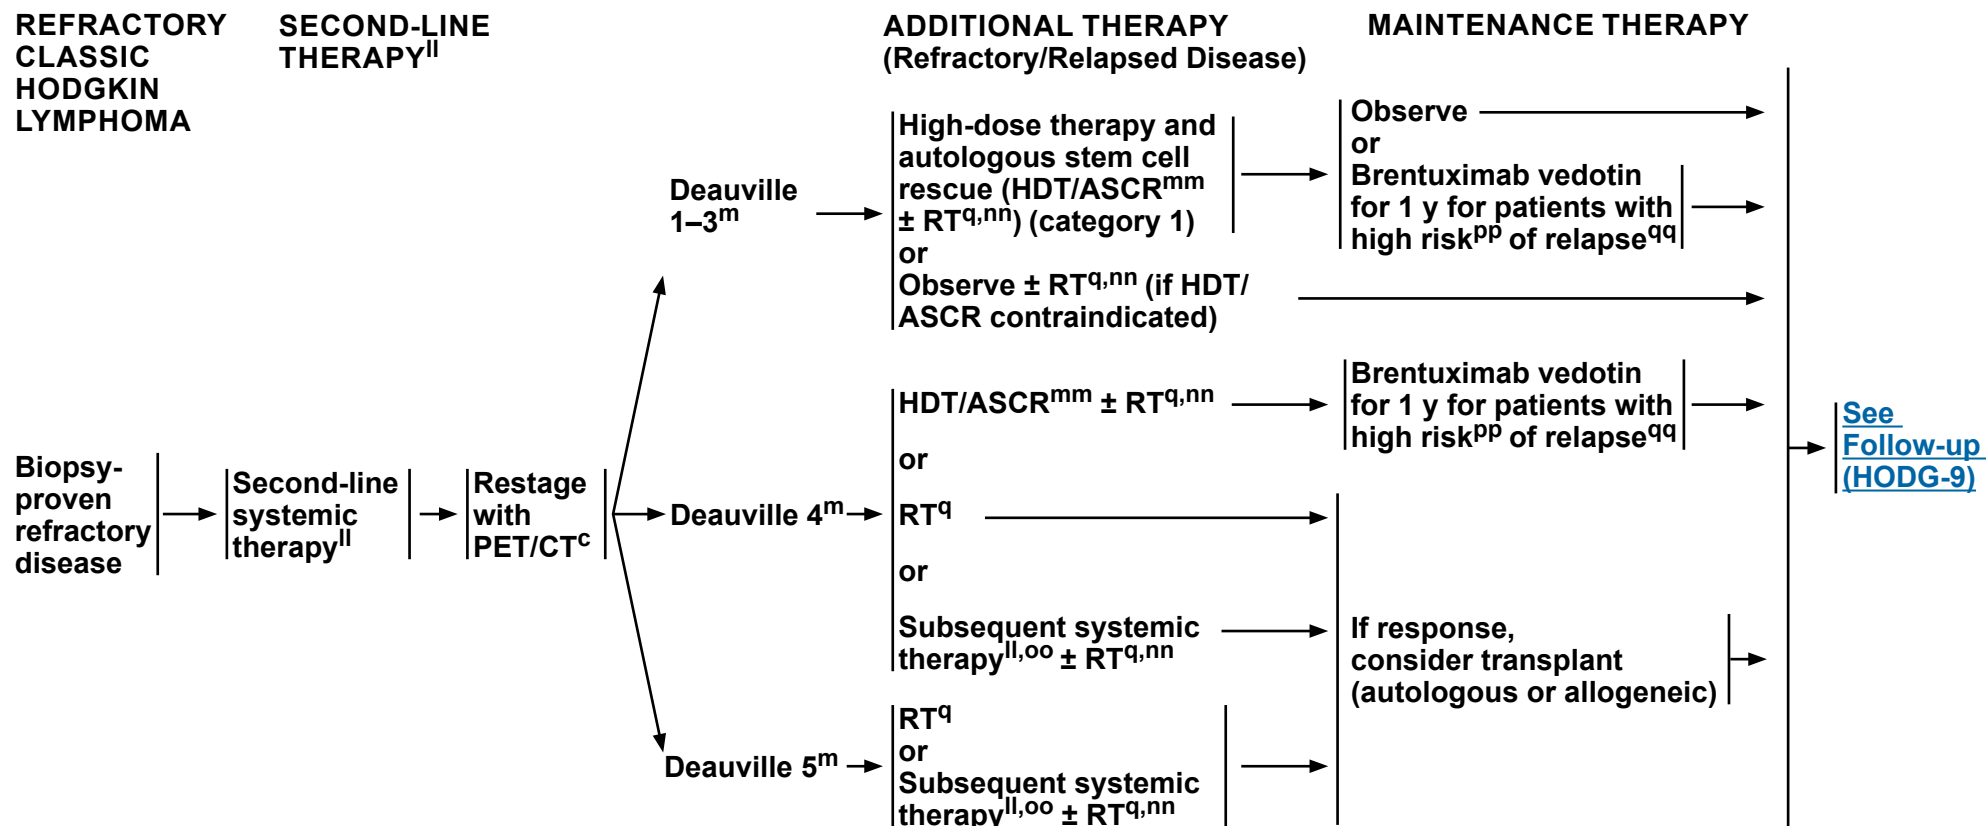 REFRACTORY
CLASSIC
HODGKIN
LYMPHOMA
SECOND-LINE
THERAPYll
ADDITIONAL THERAPY
(Refractory/Relapsed Disease)
MAINTENANCE THERAPY
Biopsy-
proven
refractory
disease
Second-line
systemic
therapyll
Restage
with
PET/CTc
Deauville
1–3m
High-dose therapy and
autologous stem cell
rescue (HDT/ASCRmm
± RTq,nn) (category 1)
or
Observe ± RTq,nn (if HDT/
ASCR contraindicated)
Observe
or
Brentuximab vedotin
for 1 y for patients with
high riskpp of relapseqq
Deauville 4m
HDT/ASCRmm ± RTq,nn
or
RTq
or
Subsequent systemic
therapyll,oo ± RTq,nn
Brentuximab vedotin
for 1 y for patients with
high riskpp of relapseqq
Deauville 5m
RTq
or
Subsequent systemic
therapyll,oo ± RTq,nn
If response,
consider transplant
(autologous or allogeneic)
See
Follow-up
(HODG-9)